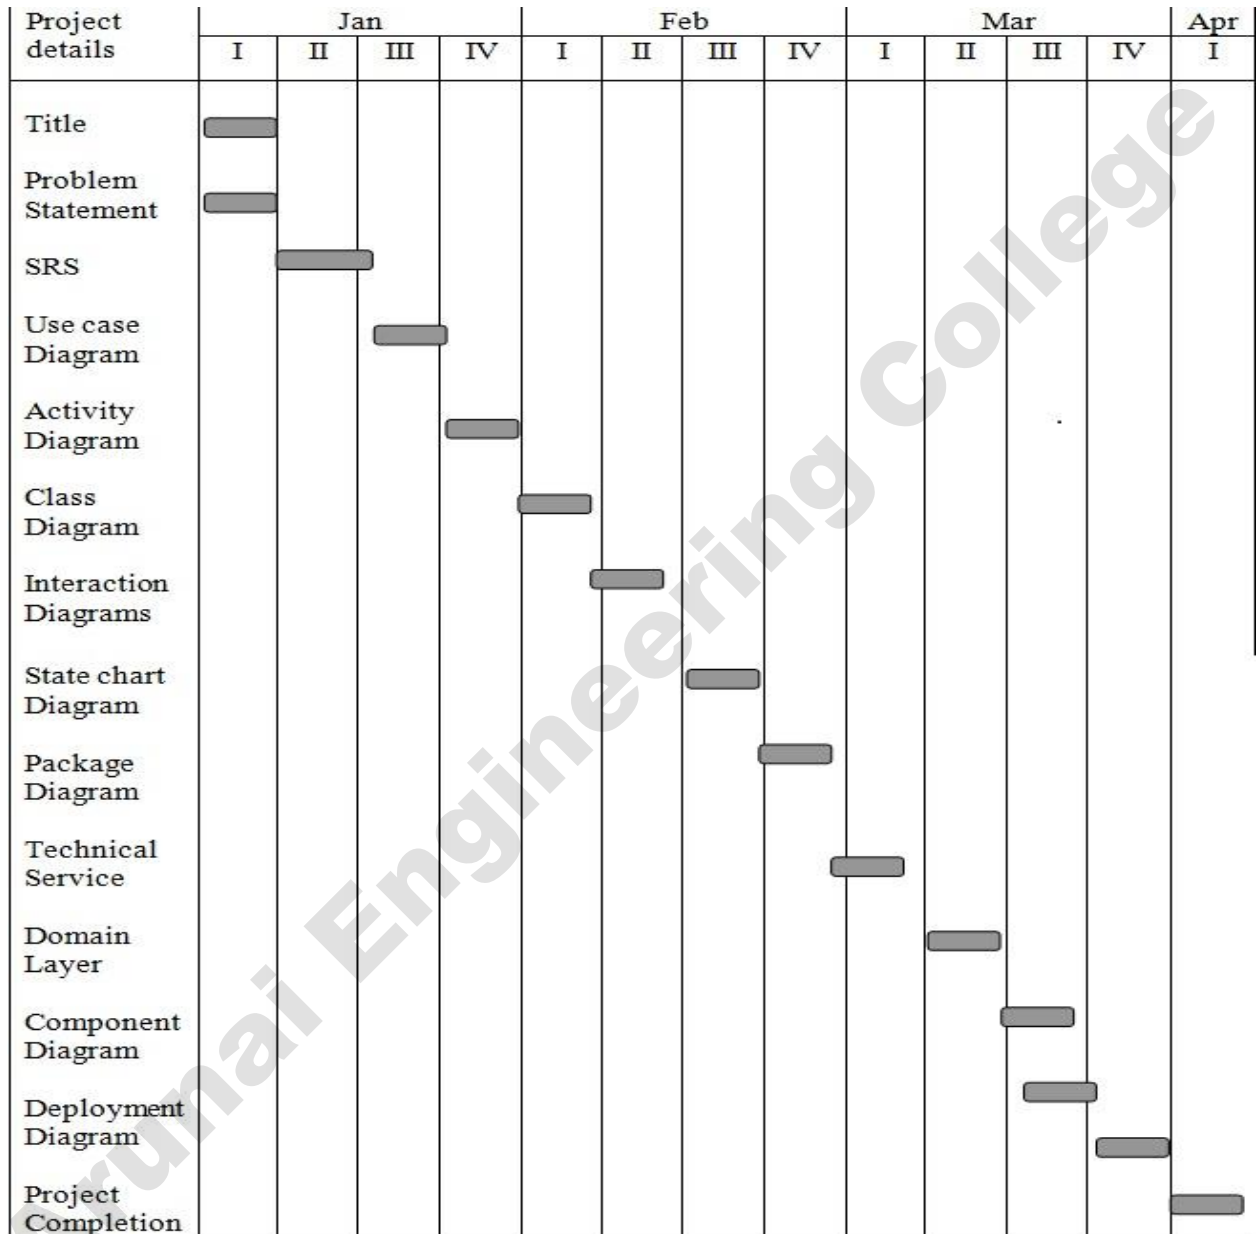 Project details
Jan Feb Mar Apr
I II III IV I II III IV I II III IV I
Title
Problem
Statement
SRS
Use case
Diagram
Activity
Diagram
Class
Diagram
Interaction
Diagrams
State chart
Diagram
Package
Diagram
Technical
Service
Domain
Layer
Component
Diagram
Deployment
Diagram
Project
Completion
Arunai Engineering College